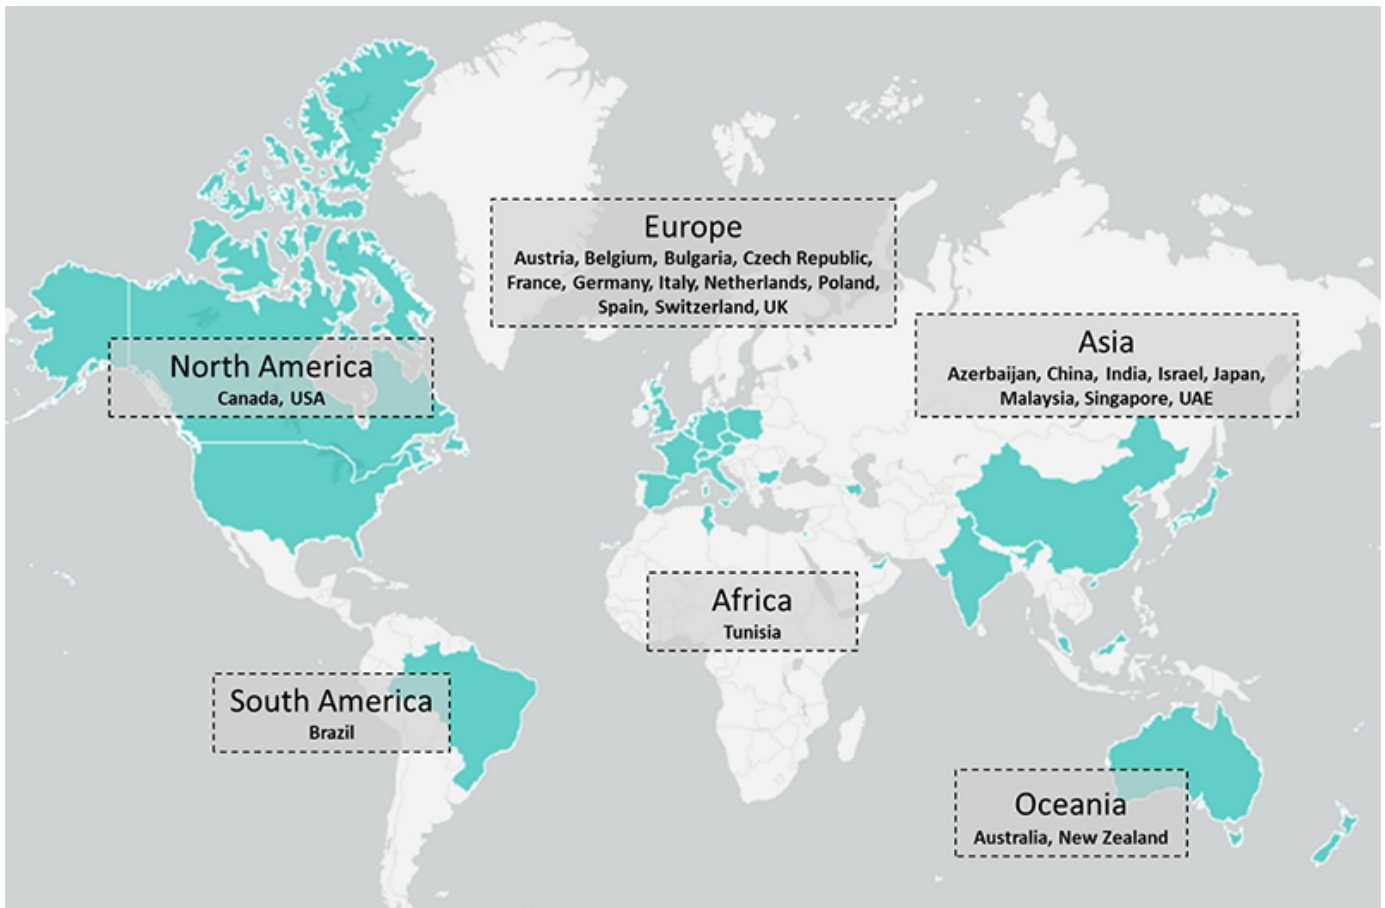 Europe
Austria, Belgium, Bulgaria, Czech Republic,
France, Germany, Italy, Netherlands, Poland,
Spain, Switzerland, UK
Asia
Azerbaijan, China, India, Israel, Japan,
Malaysia, Singapore, UAE
North America
Canada, USA
Africa
Tunisia
South America
Brazil
Oceania
Australia, New Zealand